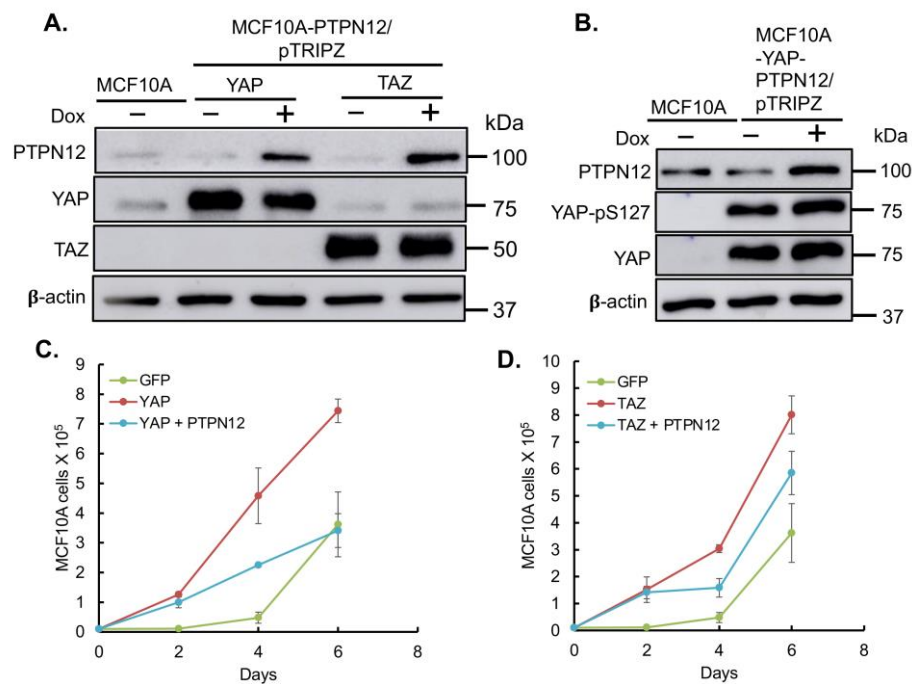 A.
MCF10A-PTPN12/
pTRIPZ
MCF10A YAP TAZ
Dox − − + − + kDa
PTPN12 100
YAP 75
TAZ 50
β-actin 37
B.
MCF10A
-YAP-
PTPN12/
pTRIPZ
MCF10A
Dox − − + kDa
PTPN12 100
YAP-pS127 75
YAP 75
β-actin 37
C.
GFP
YAP
YAP + PTPN12
MCF10A cells X 10⁵
9
8
7
6
5
4
3
2
1
0
0 2 4 6 8
Days
D.
GFP
TAZ
TAZ + PTPN12
MCF10A cells X 10⁵
10
9
8
7
6
5
4
3
2
1
0
0 2 4 6 8
Days